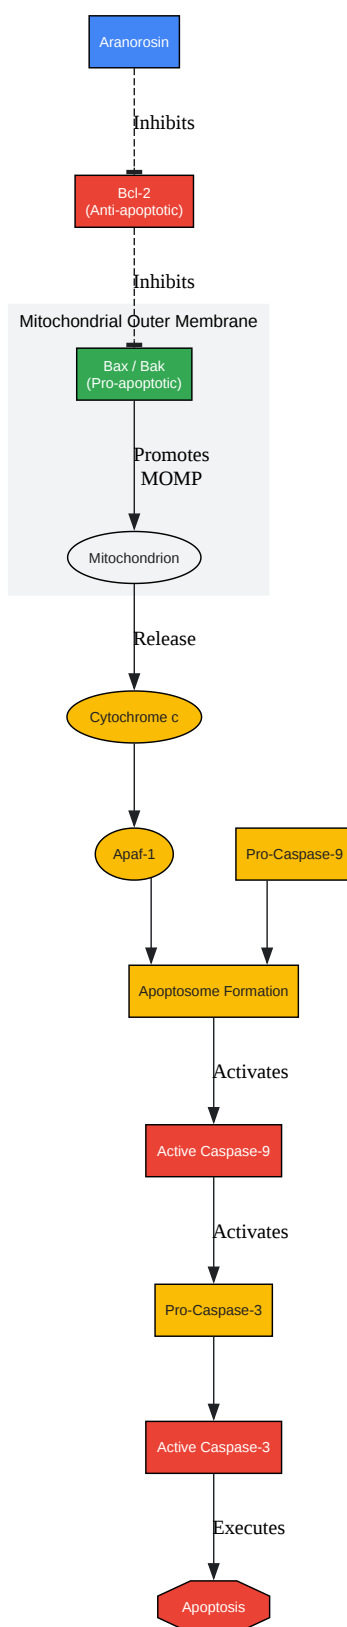 Aranorosin
Inhibits
Bcl-2
(Anti-apoptotic)
Inhibits
Mitochondrial Outer Membrane
Bax / Bak
(Pro-apoptotic)
Promotes
MOMP
Mitochondrion
Release
Cytochrome c
Apaf-1
Pro-Caspase-9
Apoptosome Formation
Activates
Active Caspase-9
Activates
Pro-Caspase-3
Active Caspase-3
Executes
Apoptosis